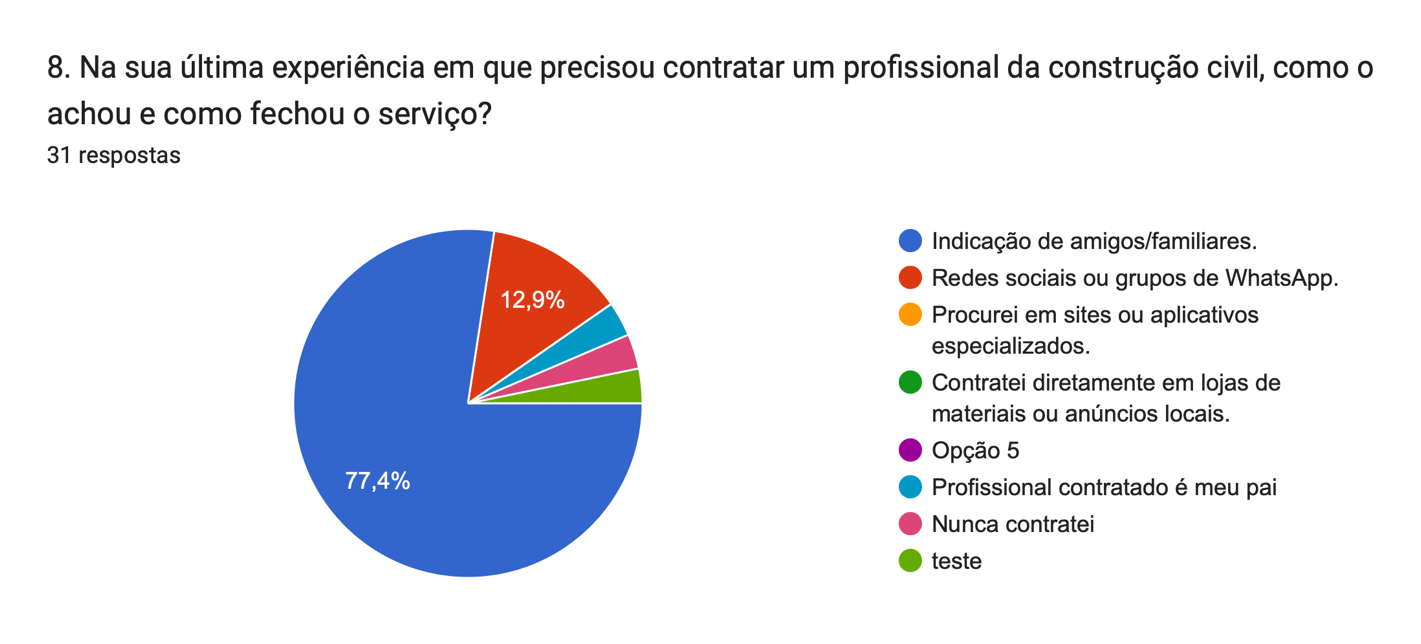 8. Na sua última experiência em que precisou contratar um profissional da construção civil, como o
achou e como fechou o serviço?
31 respostas
12,9%
77,4%
Indicação de amigos/familiares.
Redes sociais ou grupos de WhatsApp.
Procurei em sites ou aplicativos
especializados.
Contratei diretamente em lojas de
materiais ou anúncios locais.
Opção 5
Profissional contratado é meu pai
Nunca contratei
teste